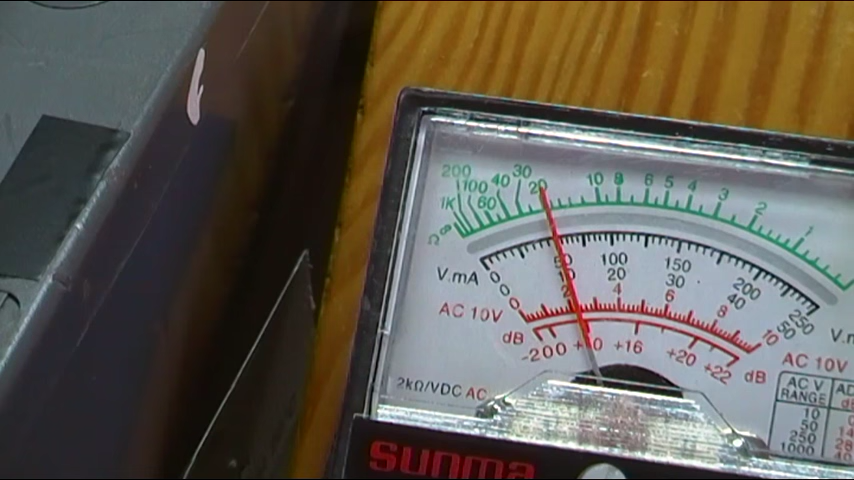 200 100 40 30 20 10 8 6 5 4 3 2 1
1K 60
Ω ∞
V.mA 0 50 100 150 200 250
0 10 20 30 40 50
AC 10V 0 2 4 6 8 10 AC 10V
dB -20 0 +10 +16 +20 +22 dB
2kΩ/VDC AC
AC V
RANGE
10
50
250
1000
sunma